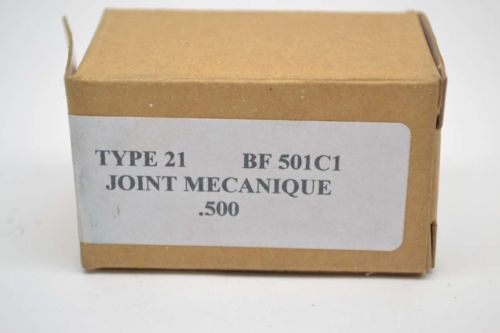 TYPE 21 BF 501C1
JOINT MECANIQUE
.500